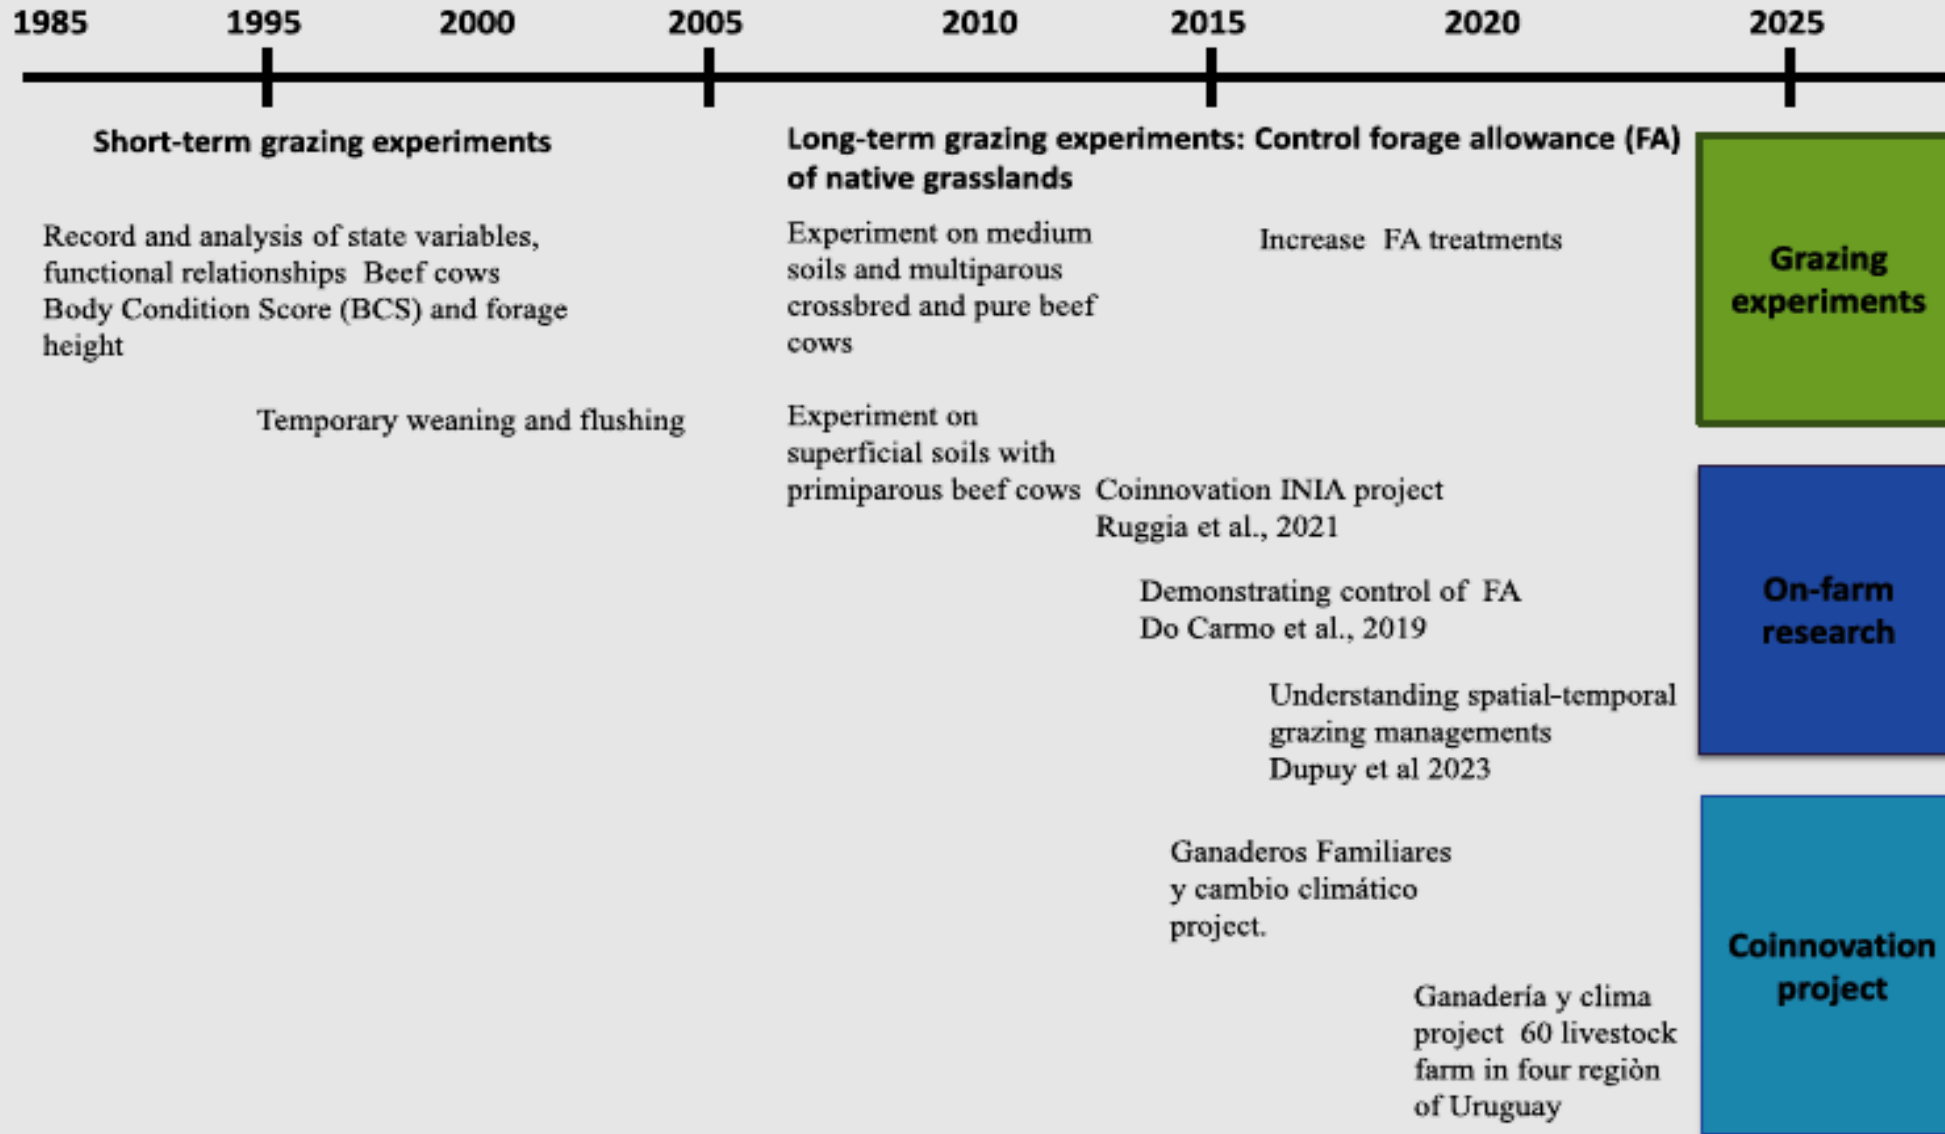 1985 1995 2000 2005 2010 2015 2020 2025
Short-term grazing experiments
Record and analysis of state variables,
functional relationships  Beef cows
Body Condition Score (BCS) and forage
height
Temporary weaning and flushing
Long-term grazing experiments: Control forage allowance (FA)
of native grasslands
Experiment on medium
soils and multiparous
crossbred and pure beef
cows
Increase  FA treatments
Experiment on
superficial soils with
primiparous beef cows
Coinnovation INIA project
Ruggia et al., 2021
Demonstrating control of  FA
Do Carmo et al., 2019
Understanding spatial-temporal
grazing managements
Dupuy et al 2023
Ganaderos Familiares
y cambio climático
project.
Ganadería y clima
project  60 livestock
farm in four regiòn
of Uruguay
Grazing
experiments
On-farm
research
Coinnovation
project